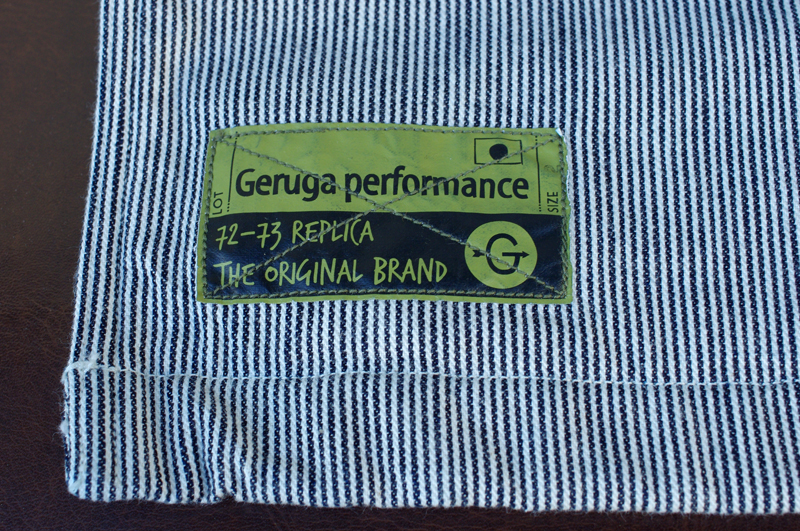 Geruga performance
LOT
SIZE
72-73 REPLICA
THE ORIGINAL BRAND
G